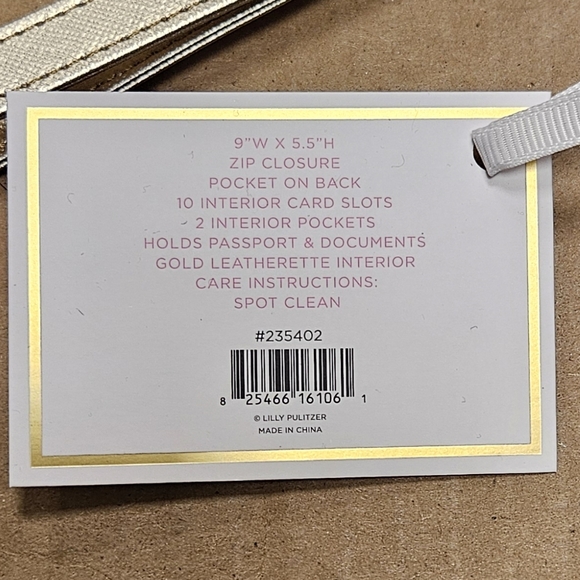 9"W X 5.5"H
ZIP CLOSURE
POCKET ON BACK
10 INTERIOR CARD SLOTS
2 INTERIOR POCKETS
HOLDS PASSPORT & DOCUMENTS
GOLD LEATHERETTE INTERIOR
CARE INSTRUCTIONS:
SPOT CLEAN
#235402
8 25466 16106 1
© LILLY PULITZER
MADE IN CHINA